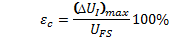 ε_c = (ΔU_I)_max / U_FS 100%